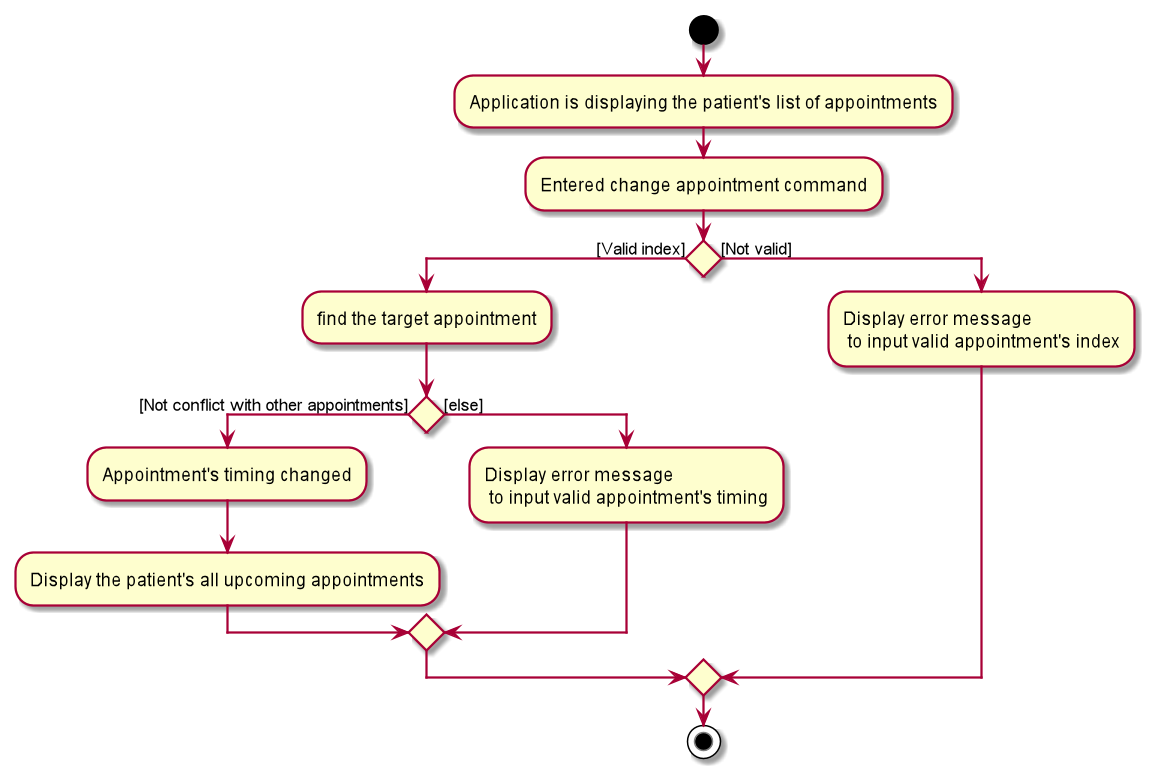 Application is displaying the patient's list of appointments
Entered change appointment command
[Valid index]
[Not valid]
find the target appointment
Display error message
to input valid appointment's index
[Not conflict with other appointments]
[else]
Appointment's timing changed
Display error message
to input valid appointment's timing
Display the patient's all upcoming appointments